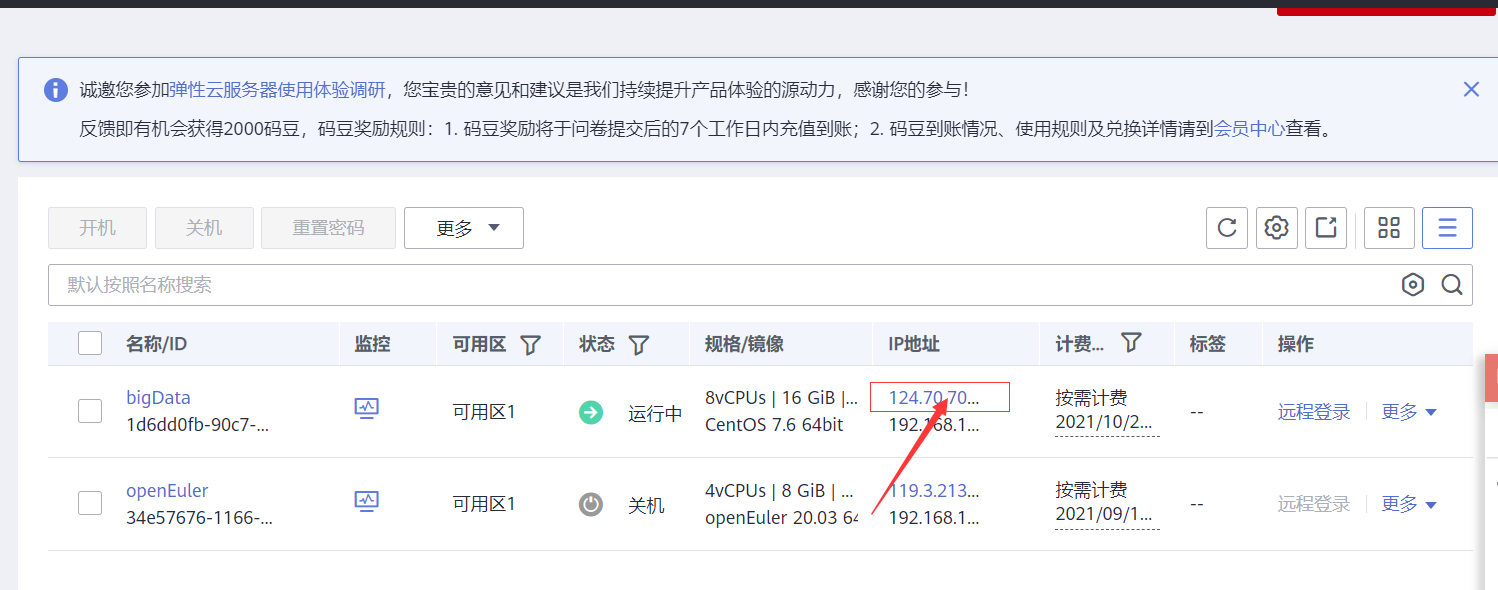 诚邀您参加弹性云服务器使用体验调研，您宝贵的意见和建议是我们持续提升产品体验的源动力，感谢您的参与！
反馈即有机会获得2000码豆，码豆奖励规则：1. 码豆奖励将于问卷提交后的7个工作日内充值到账；2. 码豆到账情况、使用规则及兑换详情请到会员中心查看。
开机 关机 重置密码 更多
默认按照名称搜索
名称/ID 监控 可用区 状态 规格/镜像 IP地址 计费... 标签 操作
bigData 8vCPUs | 16 GiB |... 124.70.70... 按需计费
1d6dd0fb-90c7-... 可用区1 运行中 CentOS 7.6 64bit 192.168.1... 2021/10/2... -- 远程登录 更多
openEuler 4vCPUs | 8 GiB | ... 119.3.213... 按需计费
34e57676-1166-... 可用区1 关机 openEuler 20.03 64 192.168.1... 2021/09/1... -- 远程登录 更多